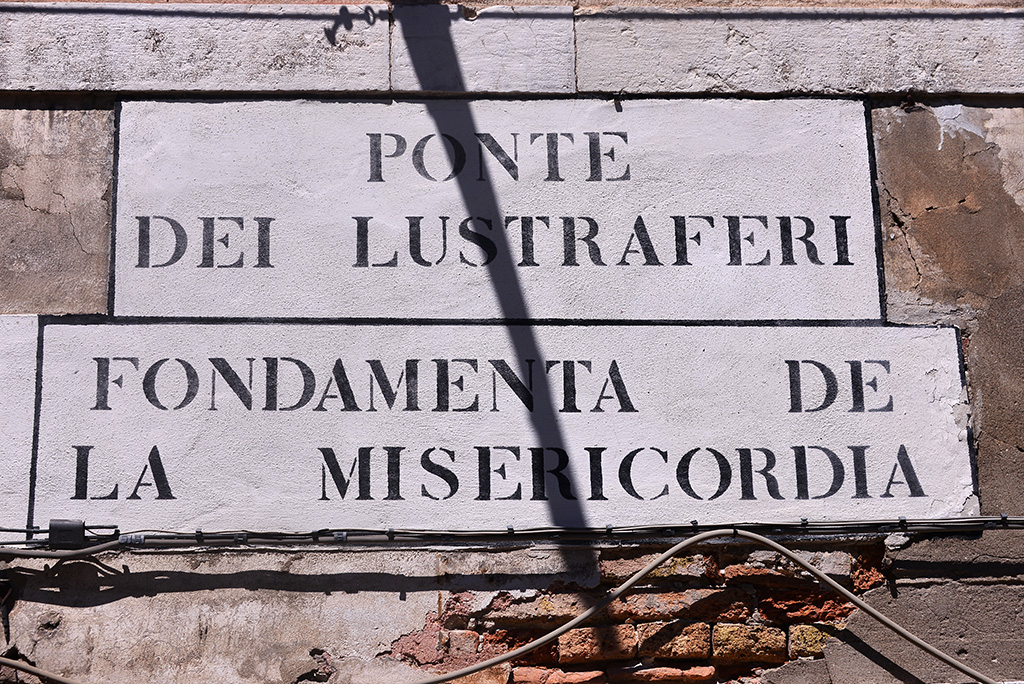 PONTE
DEI LUSTRAFERI
FONDAMENTA DE
LA MISERICORDIA